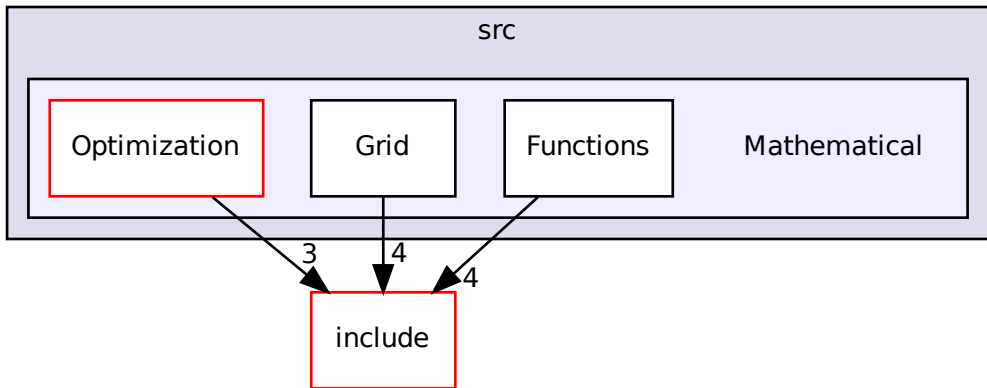 src
Optimization
Grid
Functions
Mathematical
3
4
4
include